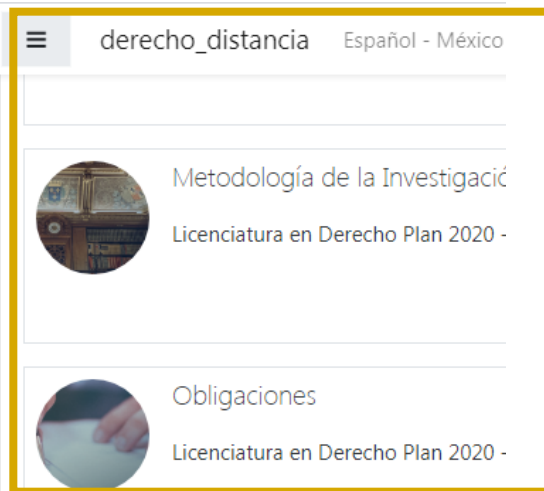 derecho_distancia Español - México
Metodología de la Investigació
Licenciatura en Derecho Plan 2020 -
Obligaciones
Licenciatura en Derecho Plan 2020 -